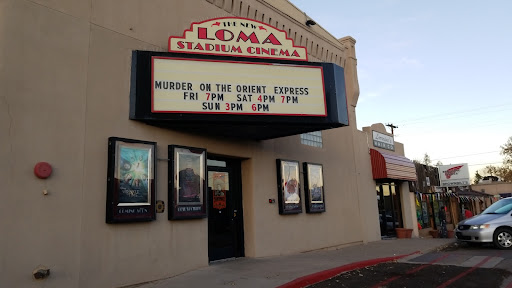 THE NEW
LOMA
STADIUM CINEMA
MURDER ON THE ORIENT EXPRESS
FRI 7PM SAT 4PM 7PM
SUN 3PM 6PM